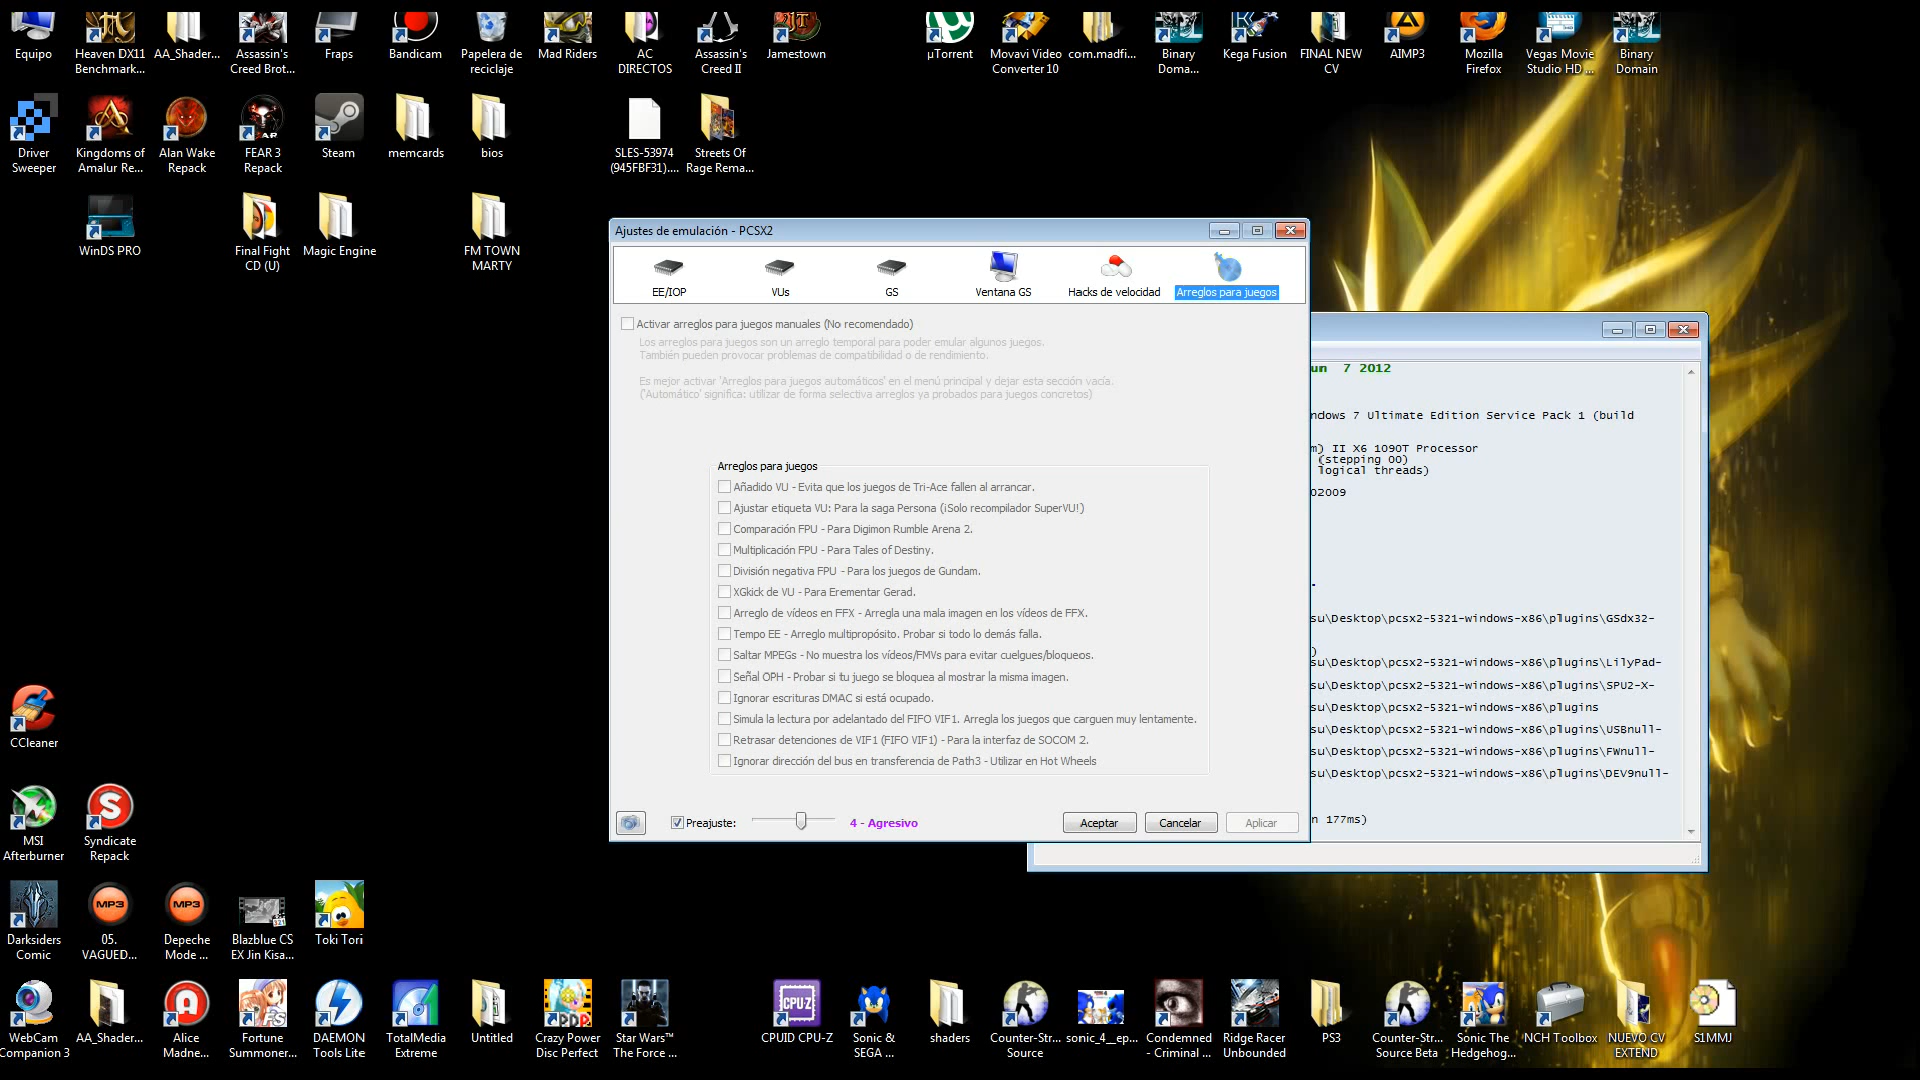 Equipo
Heaven DX11
Benchmark...
AA_Shader...
Assassin's
Creed Brot...
Fraps
Bandicam
Papelera de
reciclaje
Mad Riders
AC
DIRECTOS
Assassin's
Creed II
Jamestown
µTorrent
Movavi Video
Converter 10
com.madfi...
Binary
Doma...
Kega Fusion
FINAL NEW
CV
AIMP3
Mozilla
Firefox
Vegas Movie
Studio HD ...
Binary
Domain
Driver
Sweeper
Kingdoms of
Amalur Re...
Alan Wake
Repack
FEAR 3
Repack
Steam
memcards
bios
SLES-53974
(945FBF31)....
Streets Of
Rage Rema...
WinDS PRO
Final Fight
CD (U)
Magic Engine
FM TOWN
MARTY
Ajustes de emulación - PCSX2
EE/IOP
VUs
GS
Ventana GS
Hacks de velocidad
Arreglos para juegos
Activar arreglos para juegos manuales (No recomendado)
Los arreglos para juegos son un arreglo temporal para poder emular algunos juegos.
También pueden provocar problemas de compatibilidad o de rendimiento.
Es mejor activar 'Arreglos para juegos automáticos' en el menú principal y dejar esta sección vacía.
('Automático' significa: utilizar de forma selectiva arreglos ya probados para juegos concretos)
Arreglos para juegos
Añadido VU - Evita que los juegos de Tri-Ace fallen al arrancar.
Ajustar etiqueta VU: Para la saga Persona (¡Solo recompilador SuperVU!)
Comparación FPU - Para Digimon Rumble Arena 2.
Multiplicación FPU - Para Tales of Destiny.
División negativa FPU - Para los juegos de Gundam.
XGkick de VU - Para Erementar Gerad.
Arreglo de vídeos en FFX - Arregla una mala imagen en los vídeos de FFX.
Tempo EE - Arreglo multipropósito. Probar si todo lo demás falla.
Saltar MPEGs - No muestra los vídeos/FMVs para evitar cuelgues/bloqueos.
Señal OPH - Probar si tu juego se bloquea al mostrar la misma imagen.
Ignorar escrituras DMAC si está ocupado.
Simula la lectura por adelantado del FIFO VIF1. Arregla los juegos que carguen muy lentamente.
Retrasar detenciones de VIF1 (FIFO VIF1) - Para la interfaz de SOCOM 2.
Ignorar dirección del bus en transferencia de Path3 - Utilizar en Hot Wheels
Preajuste:
4 - Agresivo
Aceptar
Cancelar
Aplicar
un 7 2012
ndows 7 Ultimate Edition Service Pack 1 (build
m) II X6 1090T Processor
(stepping 00)
logical threads)
02009
su\Desktop\pcsx2-5321-windows-x86\plugins\GSdx32-
)
su\Desktop\pcsx2-5321-windows-x86\plugins\LilyPad-
su\Desktop\pcsx2-5321-windows-x86\plugins\SPU2-X-
su\Desktop\pcsx2-5321-windows-x86\plugins
su\Desktop\pcsx2-5321-windows-x86\plugins\USBnull-
su\Desktop\pcsx2-5321-windows-x86\plugins\FWnull-
su\Desktop\pcsx2-5321-windows-x86\plugins\DEV9null-
n 177ms)
CCleaner
MSI
Afterburner
Syndicate
Repack
Darksiders
Comic
MP3
05.
VAGUED...
MP3
Depeche
Mode ...
Blazblue CS
EX Jin Kisa...
Toki Tori
WebCam
Companion 3
AA_Shader...
Alice
Madne...
Fortune
Summoner...
DAEMON
Tools Lite
TotalMedia
Extreme
Untitled
Crazy Power
Disc Perfect
Star Wars™
The Force ...
CPU-Z
CPUID CPU-Z
Sonic &
SEGA ...
shaders
Counter-Str...
Source
sonic_4__ep...
Condemned
- Criminal ...
Ridge Racer
Unbounded
PS3
Counter-Str...
Source Beta
Sonic The
Hedgehog...
NCH Toolbox
NUEVO CV
EXTEND
S1MMJ